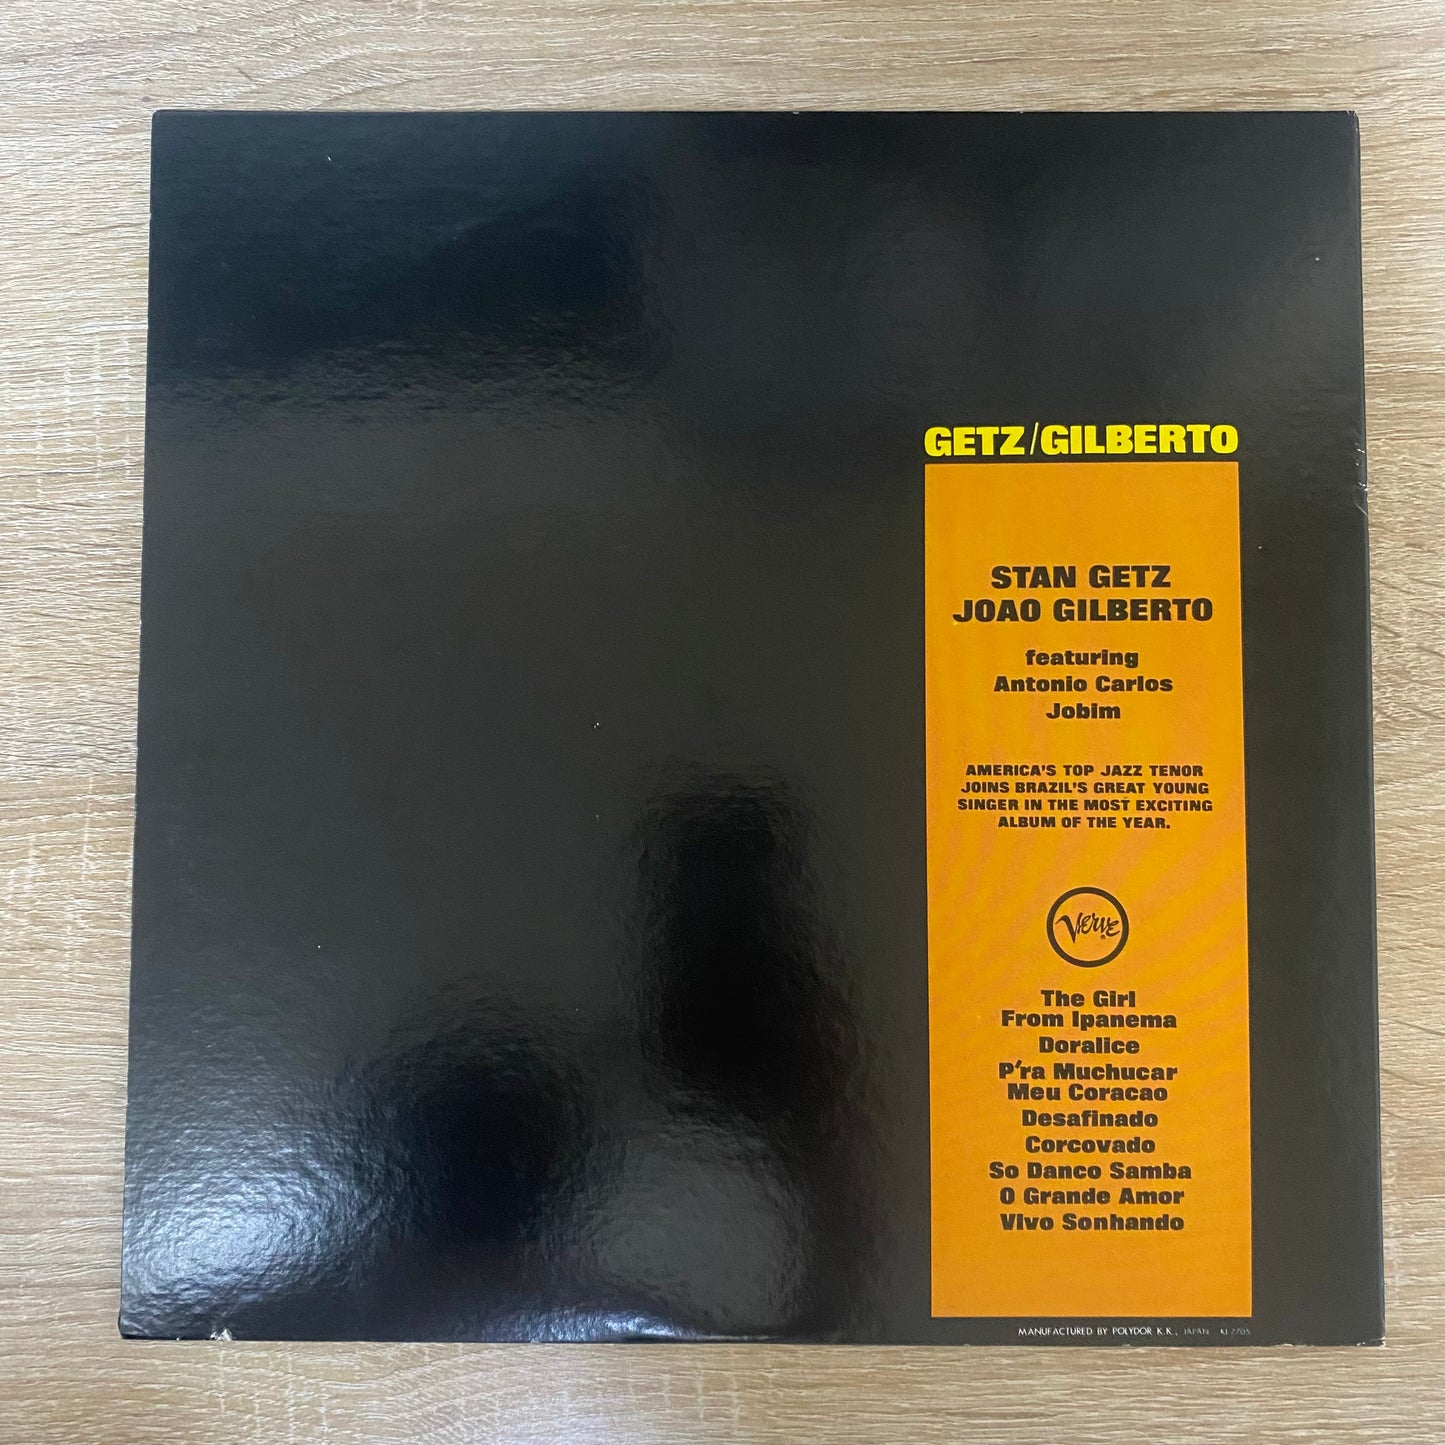 GETZ/GILBERTO
STAN GETZ
JOAO GILBERTO
featuring
Antonio Carlos
Jobim
AMERICA'S TOP JAZZ TENOR
JOINS BRAZIL'S GREAT YOUNG
SINGER IN THE MOST EXCITING
ALBUM OF THE YEAR.
Verve
The Girl
From Ipanema
Doralice
P'ra Muchucar
Meu Coracao
Desafinado
Corcovado
So Danco Samba
O Grande Amor
Vivo Sonhando
MANUFACTURED BY POLYDOR K.K., JAPAN